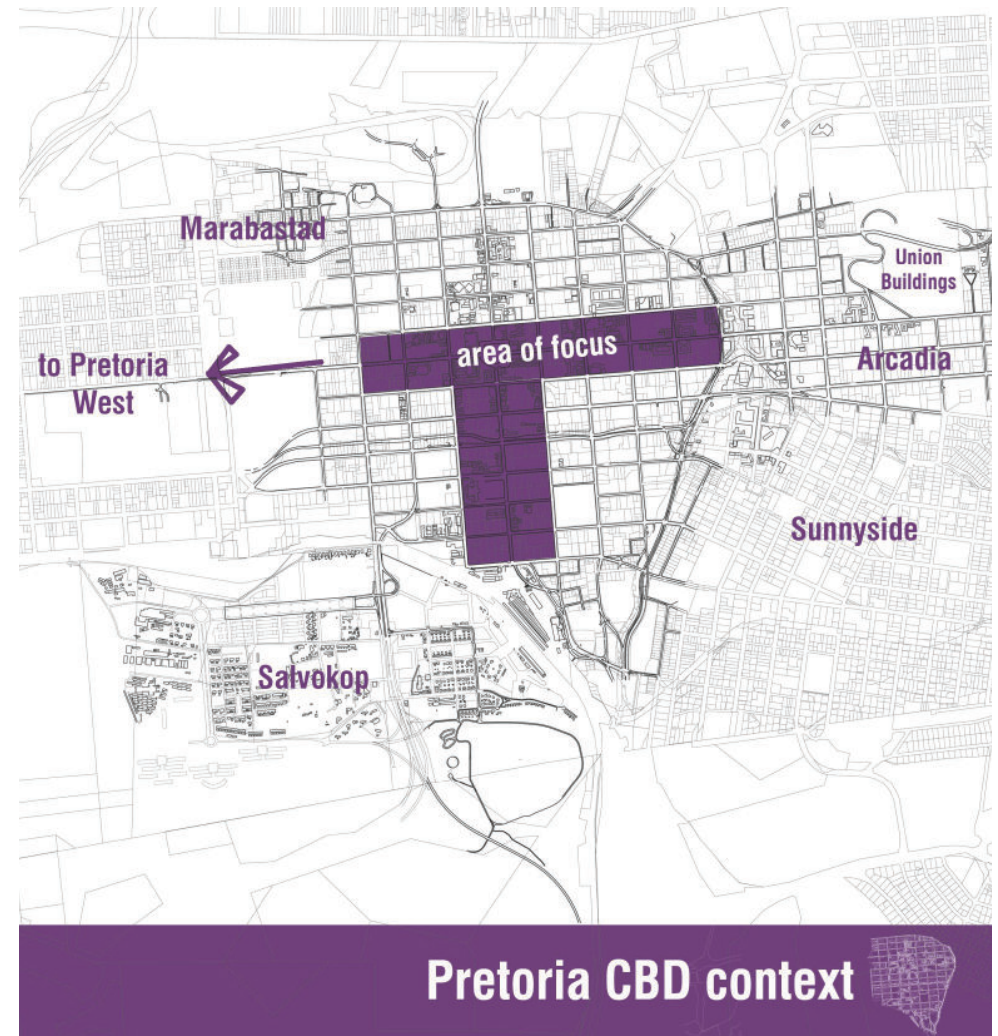 Marabastad
Union
Buildings
area of focus
to Pretoria
West
Arcadia
Sunnyside
Salvokop
Pretoria CBD context